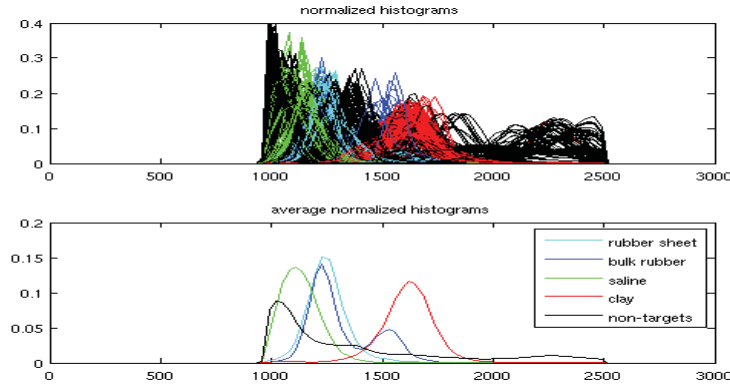 normalized histograms
0.4
0.3
0.2
0.1
0
0 500 1000 1500 2000 2500 3000
average normalized histograms
0.2
0.15
0.1
0.05
0
rubber sheet
bulk rubber
saline
clay
non-targets
0 500 1000 1500 2000 2500 3000